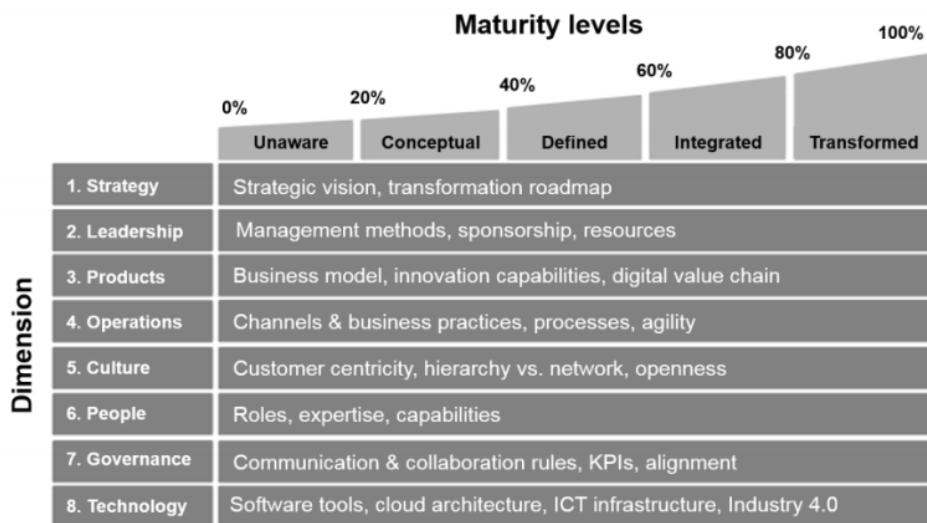 Maturity levels
0%
20%
40%
60%
80%
100%
Unaware
Conceptual
Defined
Integrated
Transformed
Dimension
1. Strategy
Strategic vision, transformation roadmap
2. Leadership
Management methods, sponsorship, resources
3. Products
Business model, innovation capabilities, digital value chain
4. Operations
Channels & business practices, processes, agility
5. Culture
Customer centricity, hierarchy vs. network, openness
6. People
Roles, expertise, capabilities
7. Governance
Communication & collaboration rules, KPIs, alignment
8. Technology
Software tools, cloud architecture, ICT infrastructure, Industry 4.0